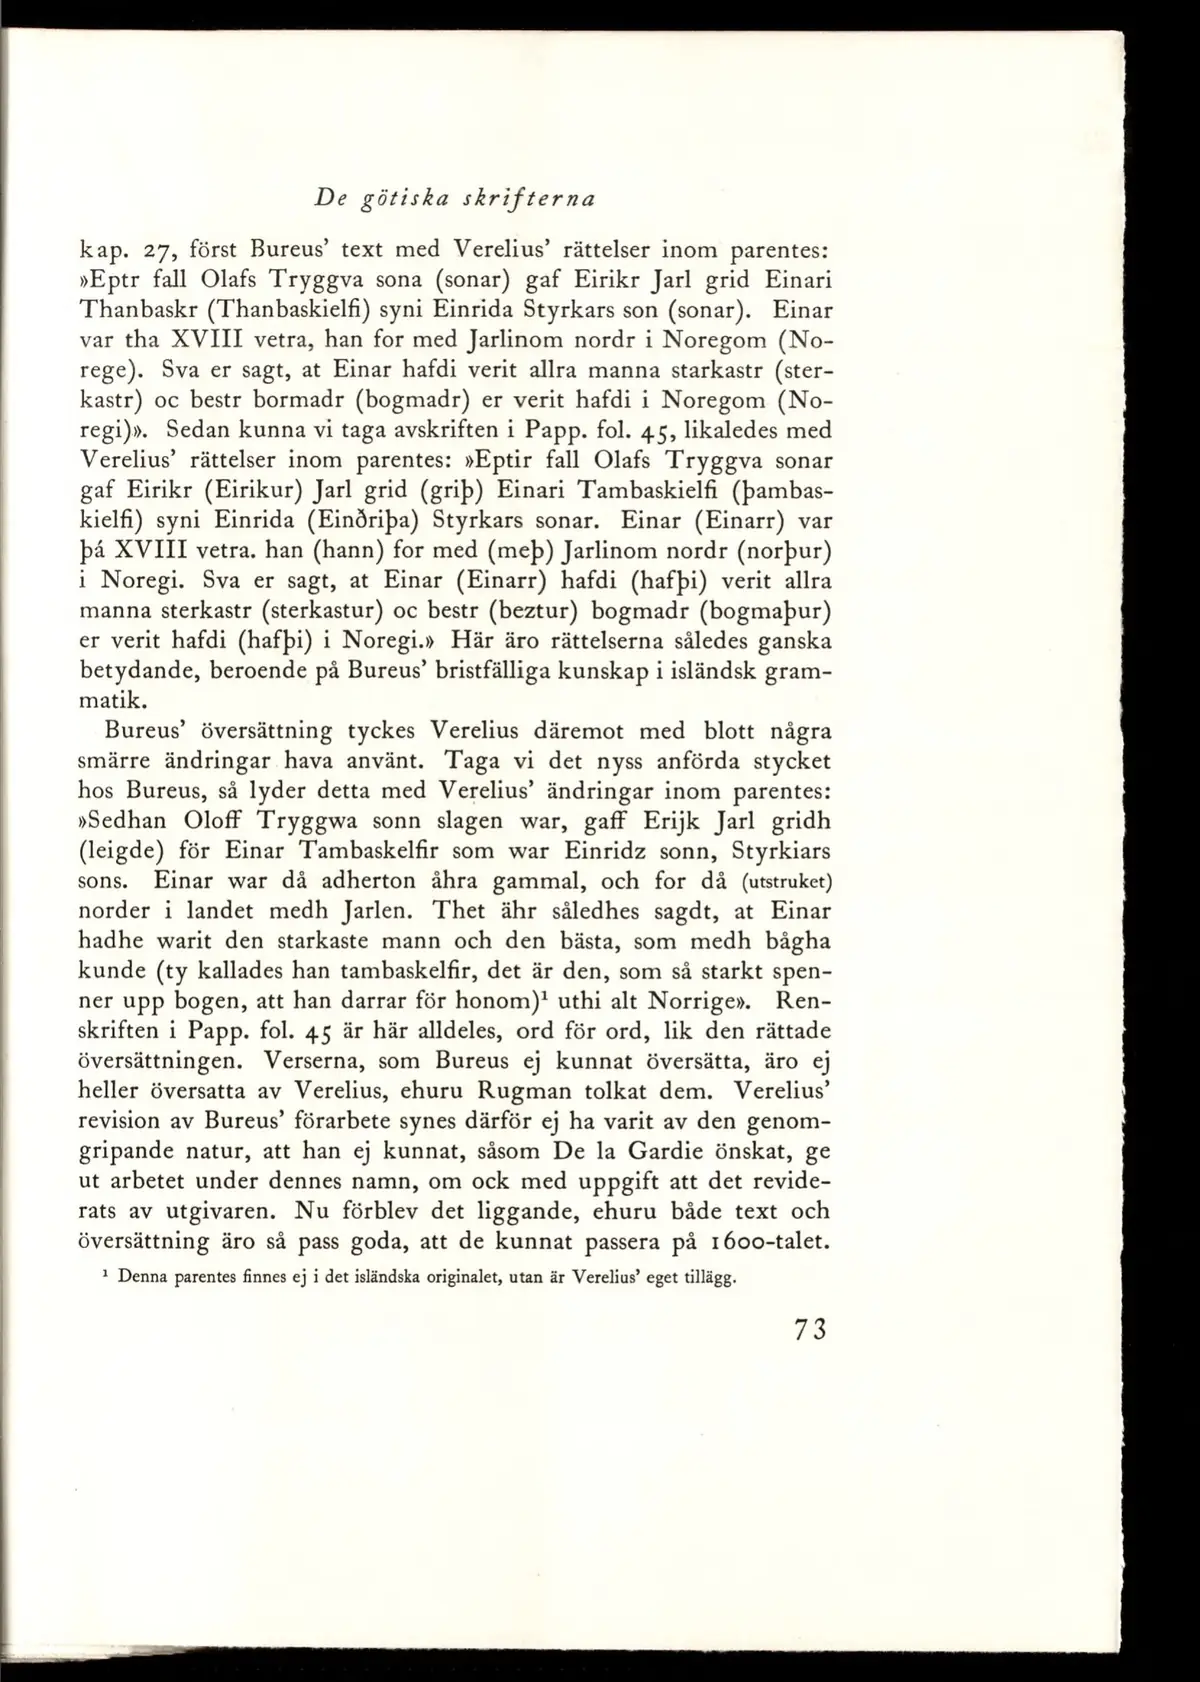 De götiska skrifterna
kap. 27, först Bureus’ text med Verelius’ rättelser inom parentes:
»Eptr fall Olafs Tryggva sona (sonar) gaf Eirikr Jarl grid Einari
Thanbaskr (Thanbaskielfi) syni Einrida Styrkars son (sonar). Einar
var tha XVIII vetra, han for med Jarlinom nordr i Noregom (No-
rege). Sva er sagt, at Einar hafdi verit allra manna starkastr (ster-
kastr) oc bestr bormadr (bogmadr) er verit hafdi i Noregom (No-
regi)». Sedan kunna vi taga avskriften i Papp. fol. 45, likaledes med
Verelius’ rättelser inom parentes: »Eptir fall Olafs Tryggva sonar
gaf Eirikr (Eirikur) Jarl grid (griþ) Einari Tambaskielfi (þambas-
kielfi) syni Einrida (Einðriþa) Styrkars sonar. Einar (Einarr) var
þá XVIII vetra. han (hann) for med (meþ) Jarlinom nordr (norþur)
i Noregi. Sva er sagt, at Einar (Einarr) hafdi (hafþi) verit allra
manna sterkastr (sterkastur) oc bestr (beztur) bogmadr (bogmaþur)
er verit hafdi (hafþi) i Noregi.» Här äro rättelserna således ganska
betydande, beroende på Bureus’ bristfälliga kunskap i isländsk gram-
matik.
Bureus’ översättning tyckes Verelius däremot med blott några
smärre ändringar hava använt. Taga vi det nyss anförda stycket
hos Bureus, så lyder detta med Verelius’ ändringar inom parentes:
»Sedhan Oloff Tryggwa sonn slagen war, gaff Erijk Jarl gridh
(leigde) för Einar Tambaskelfir som war Einridz sonn, Styrkiars
sons. Einar war då adherton åhra gammal, och for då (utstruket)
norder i landet medh Jarlen. Thet ähr såledhes sagdt, at Einar
hadhe warit den starkaste mann och den bästa, som medh bågha
kunde (ty kallades han tambaskelfir, det är den, som så starkt spen-
ner upp bogen, att han darrar för honom)¹ uthi alt Norrige». Ren-
skriften i Papp. fol. 45 är här alldeles, ord för ord, lik den rättade
översättningen. Verserna, som Bureus ej kunnat översätta, äro ej
heller översatta av Verelius, ehuru Rugman tolkat dem. Verelius’
revision av Bureus’ förarbete synes därför ej ha varit av den genom-
gripande natur, att han ej kunnat, såsom De la Gardie önskat, ge
ut arbetet under dennes namn, om ock med uppgift att det revide-
rats av utgivaren. Nu förblev det liggande, ehuru både text och
översättning äro så pass goda, att de kunnat passera på 1600-talet.
¹ Denna parentes finnes ej i det isländska originalet, utan är Verelius’ eget tillägg.
73